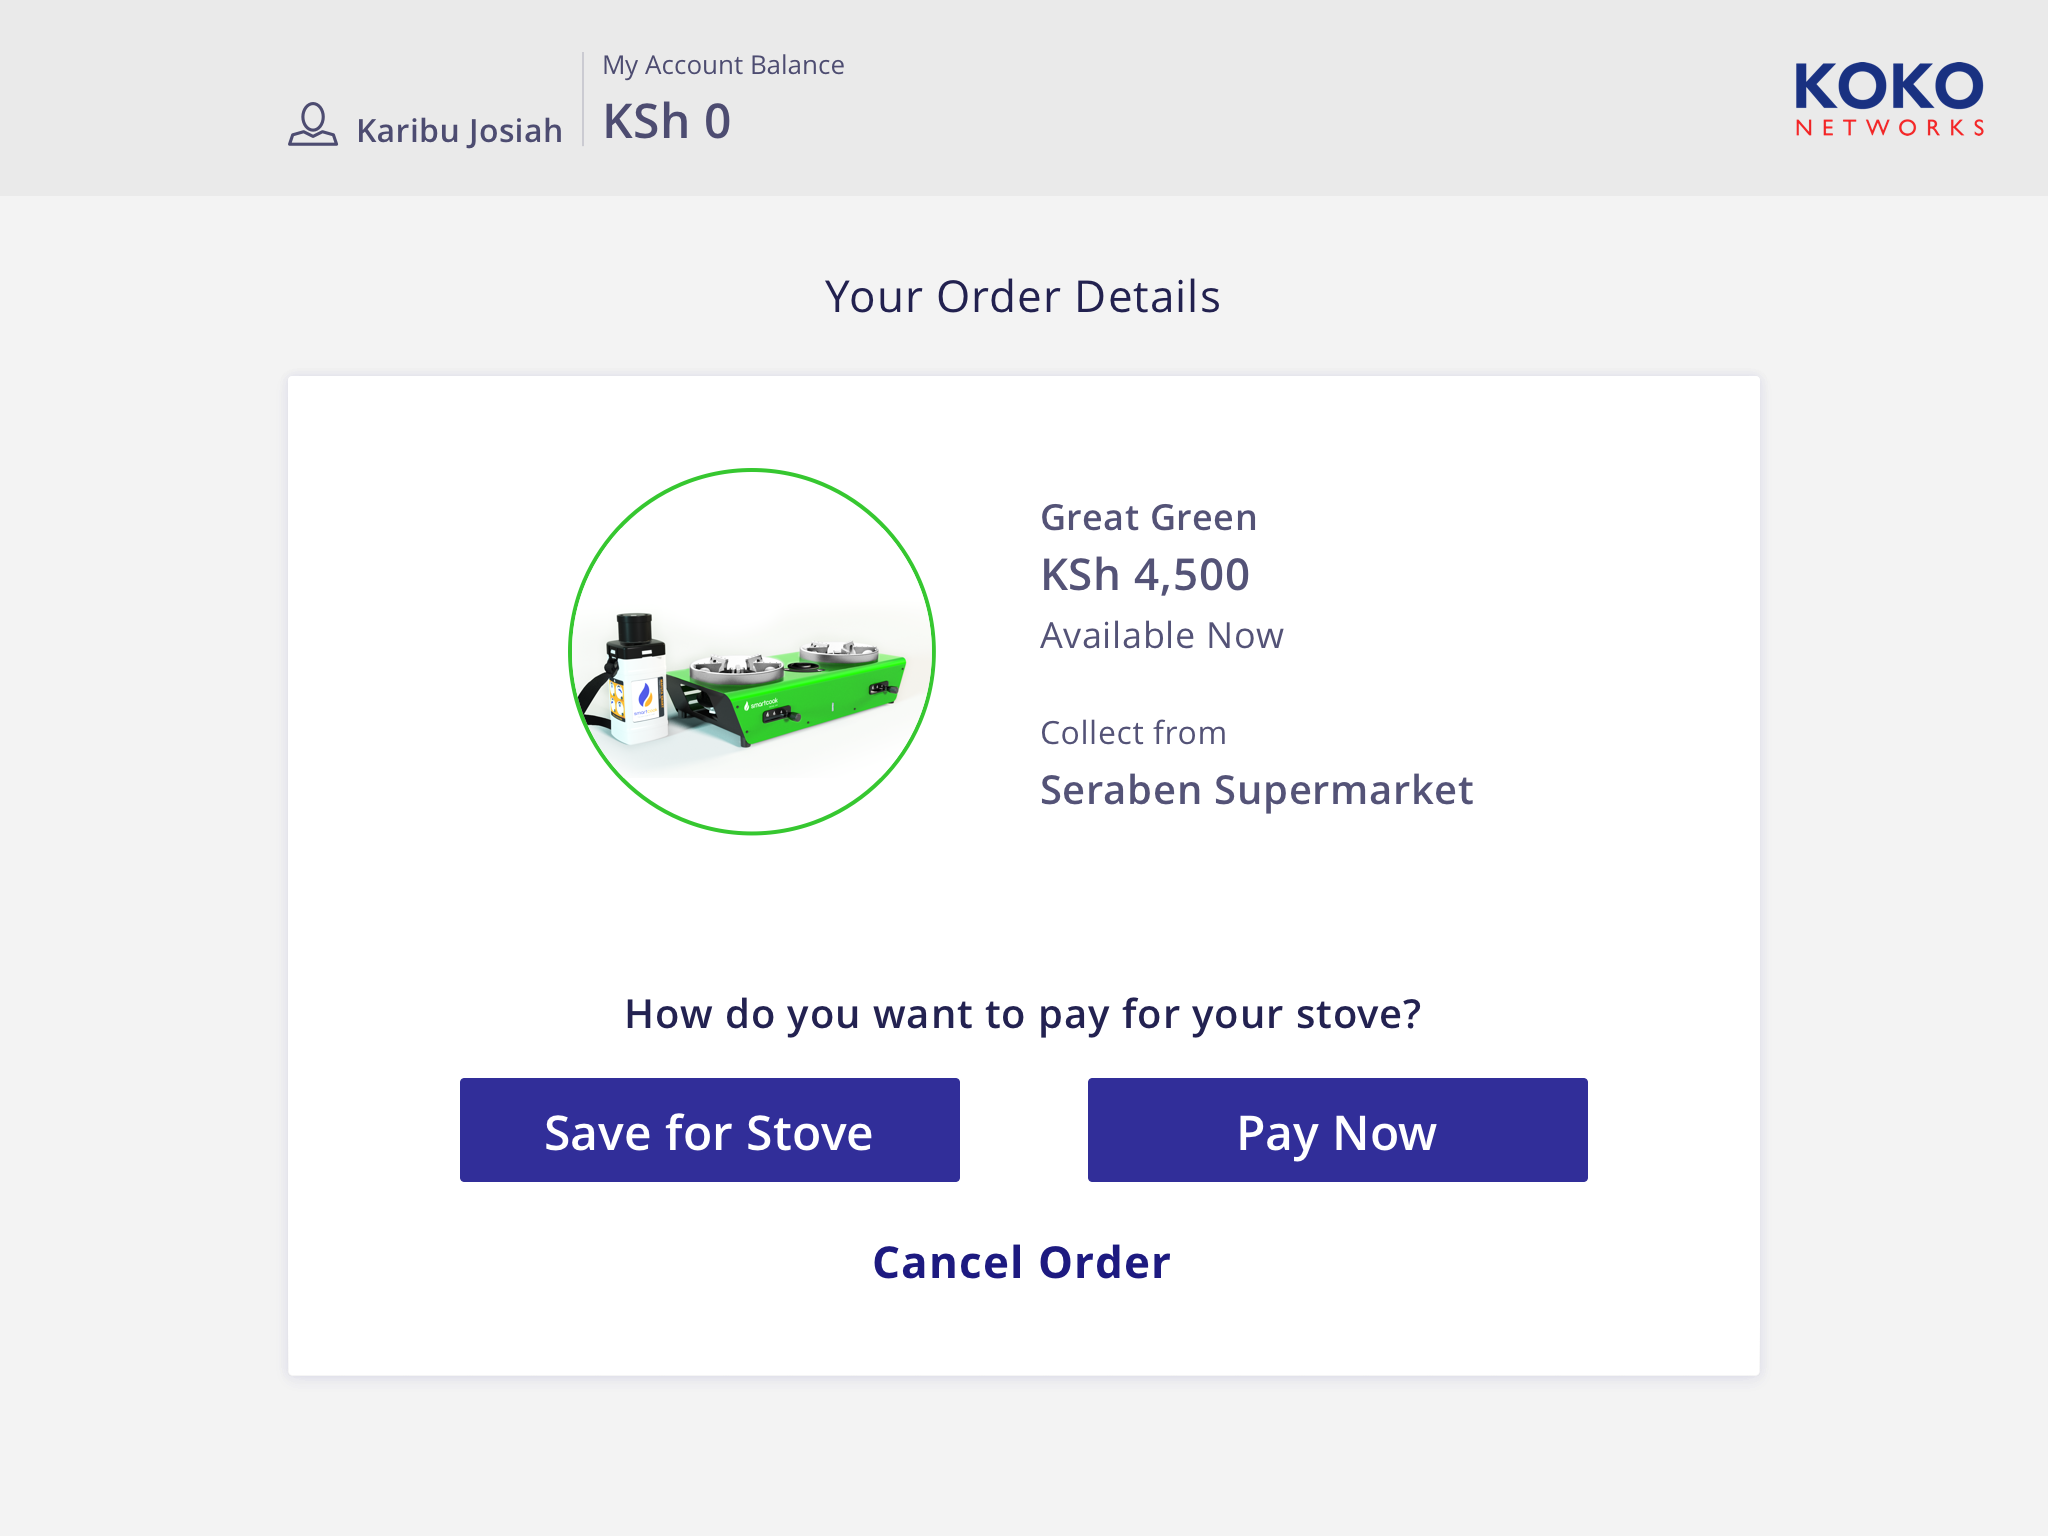 My Account Balance
Karibu Josiah
KSh 0
KOKO
NETWORKS
Your Order Details
Great Green
KSh 4,500
Available Now
Collect from
Seraben Supermarket
smartcook
How do you want to pay for your stove?
Save for Stove
Pay Now
Cancel Order